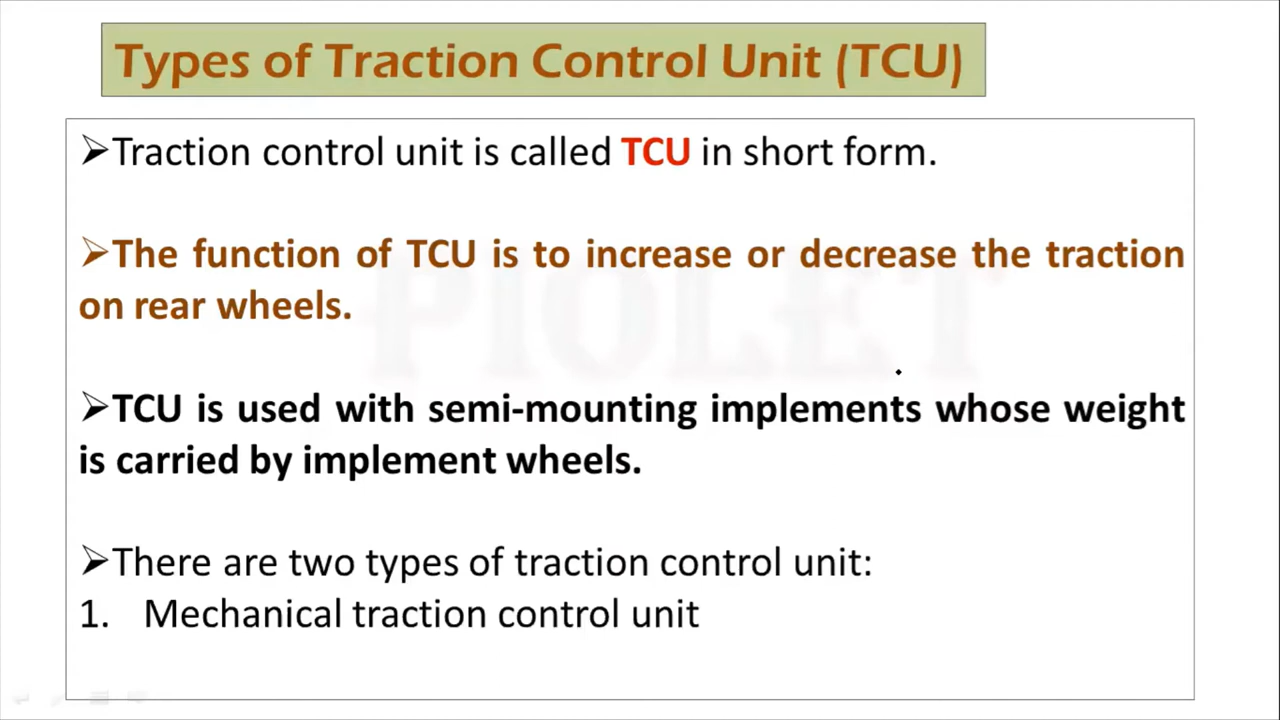 Types of Traction Control Unit (TCU)
➢Traction control unit is called TCU in short form.
➢The function of TCU is to increase or decrease the traction
on rear wheels.
➢TCU is used with semi-mounting implements whose weight
is carried by implement wheels.
➢There are two types of traction control unit:
1. Mechanical traction control unit
PIOLET